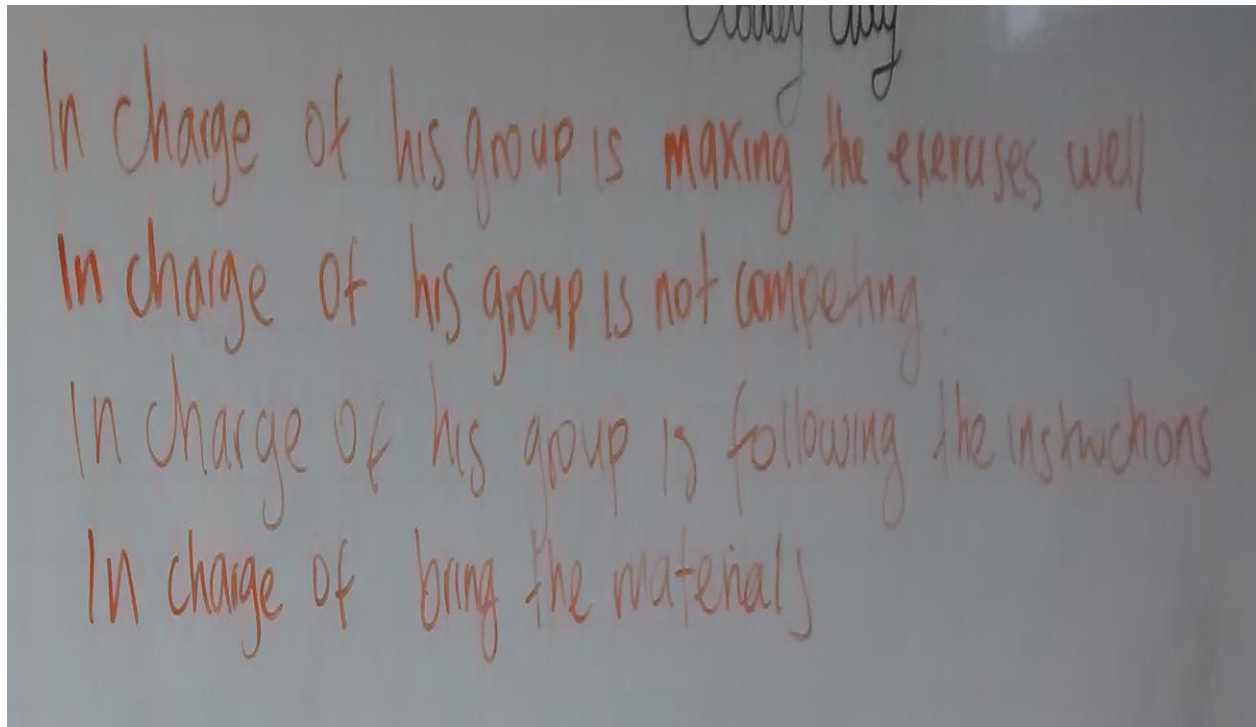 In charge of his group is making the exercises well
In charge of his group is not competing.
In charge of his group is following the instructions
In charge of bring the materials